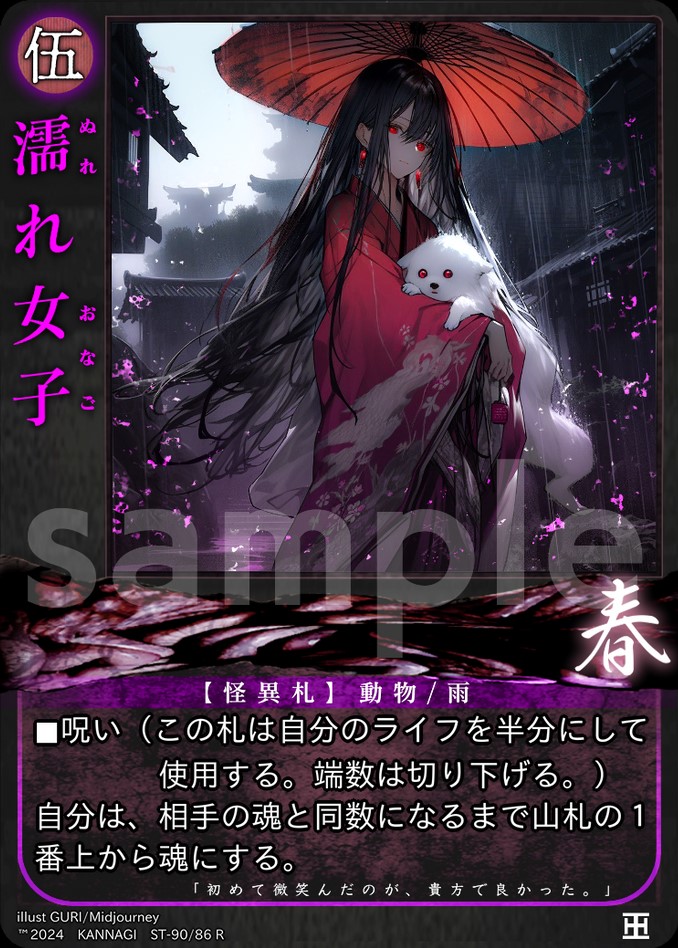 伍
濡れ女子
ぬれ
おなご
sample
春
【怪異札】動物/雨
■呪い（この札は自分のライフを半分にして
使用する。端数は切り下げる。）
自分は、相手の魂と同数になるまで山札の１
番上から魂にする。
「初めて微笑んだのが、貴方で良かった。」
illust GURI/Midjourney
™2024 KANNAGI ST-90/86 R